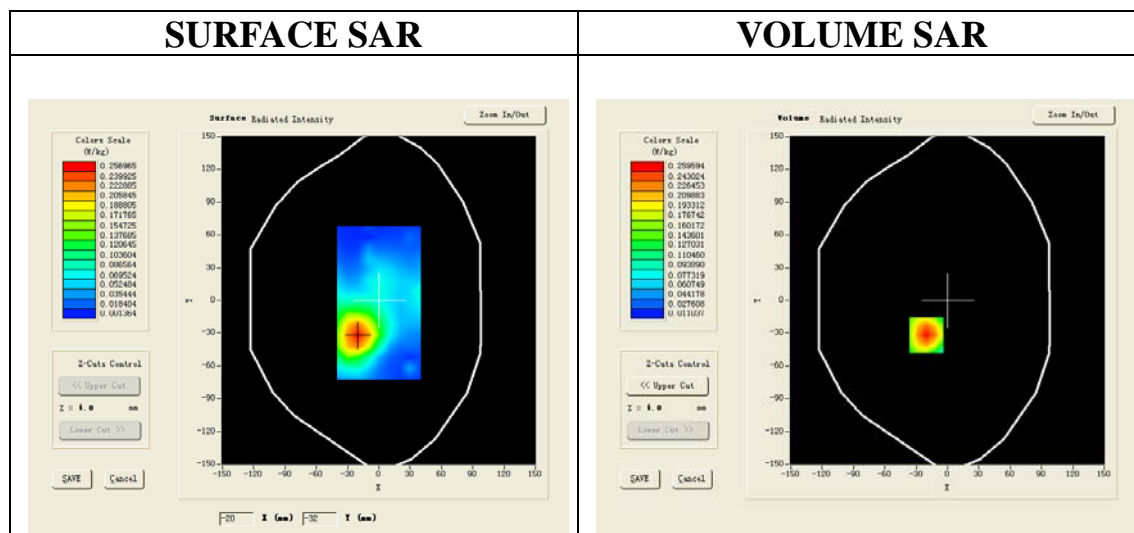 SURFACE SAR
VOLUME SAR
Surface Radiated Intensity
Zoom In/Out
Colors Scale
(W/kg)
0.256965
0.239925
0.222885
0.205845
0.188805
0.171765
0.154725
0.137685
0.120645
0.103604
0.086564
0.069524
0.052484
0.035444
0.018404
0.001364
150
120
90
60
30
0
-30
-60
-90
-120
-150
Y
-150 -120 -90 -60 -30 0 30 60 90 120 150
X
Z-Cuts Control
<< Upper Cut
Z = 4.0 mm
Lower Cut >>
SAVE Cancel
-20 X (mm) -32 Y (mm)
Volume Radiated Intensity
Zoom In/Out
Colors Scale
(W/kg)
0.259594
0.243024
0.226453
0.209883
0.193312
0.176742
0.160172
0.143601
0.127031
0.110460
0.093890
0.077319
0.060749
0.044178
0.027608
0.011037
150
120
90
60
30
0
-30
-60
-90
-120
-150
Y
-150 -120 -90 -60 -30 0 30 60 90 120 150
X
Z-Cuts Control
<< Upper Cut
Z = 4.0 mm
Lower Cut >>
SAVE Cancel